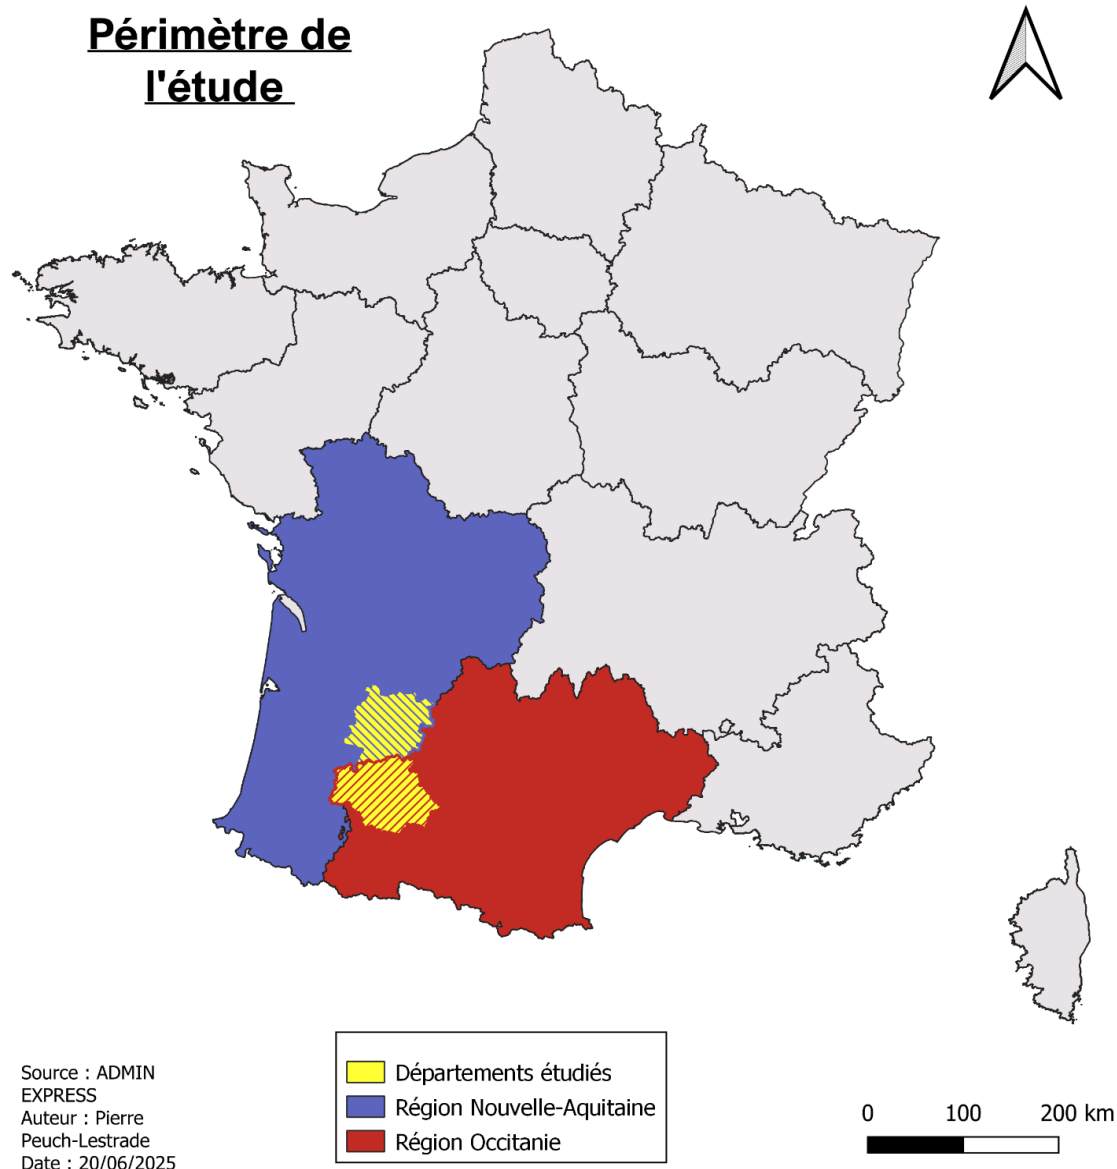 Périmètre de
l'étude
Départements étudiés
Région Nouvelle-Aquitaine
Région Occitanie
Source : ADMIN
EXPRESS
Auteur : Pierre
Peuch-Lestrade
Date : 20/06/2025
0 100 200 km